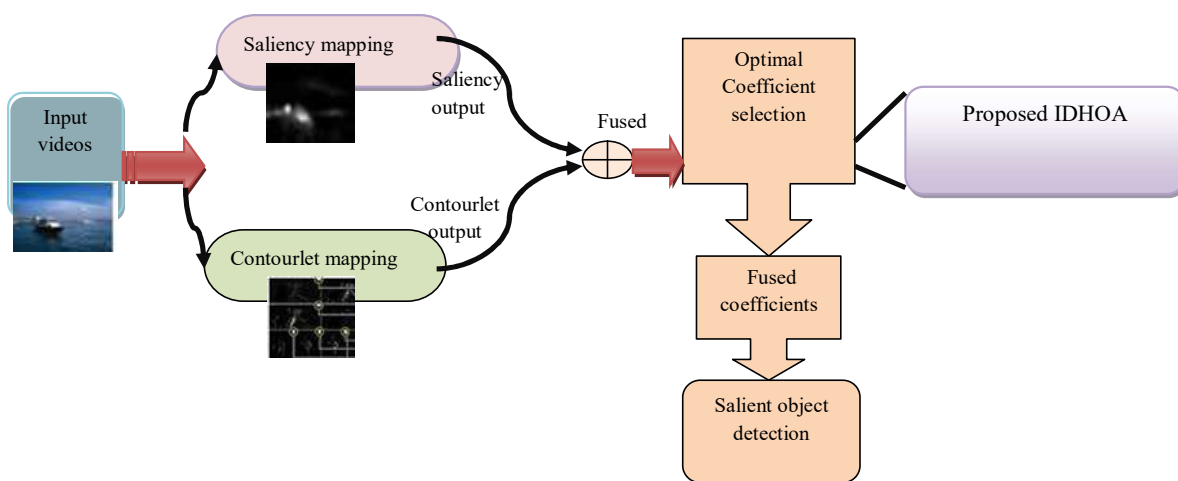 Input
videos
Saliency mapping
Saliency
output
Contourlet
output
Contourlet mapping
Fused
Optimal
Coefficient
selection
Proposed IDHOA
Fused
coefficients
Salient object
detection